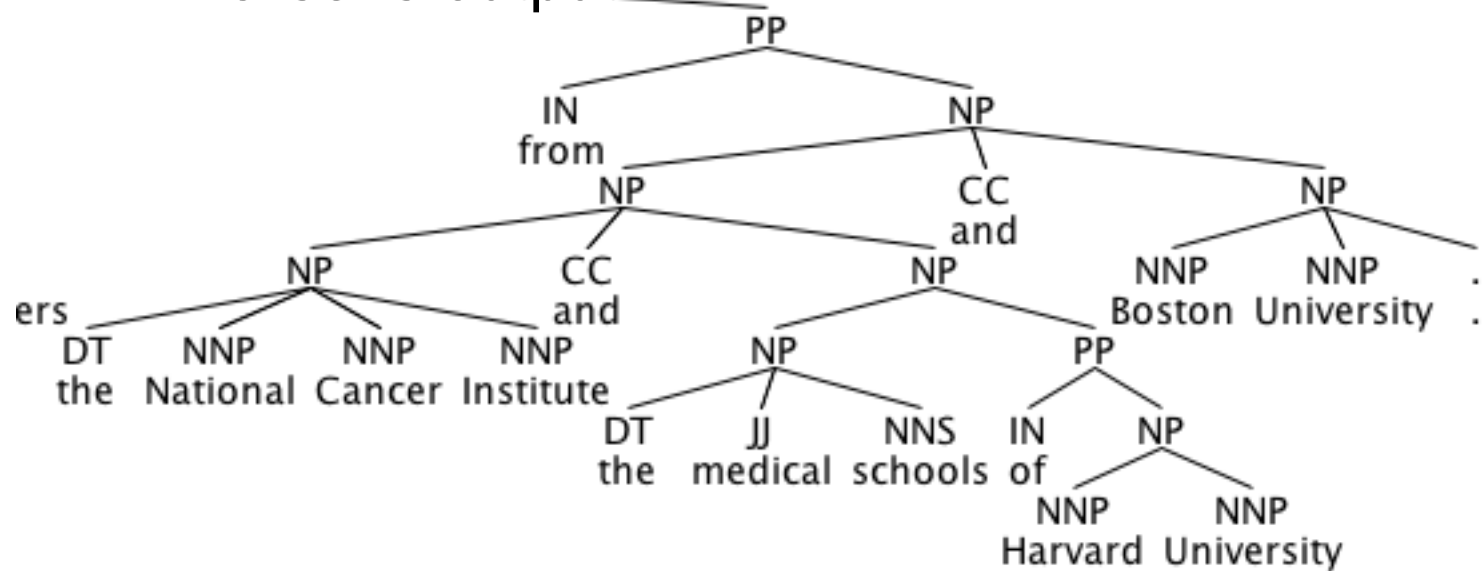 PP
IN NP
from
NP CC NP
and
NP CC NP NNP NNP .
ers and Boston University .
DT NNP NNP NNP NP PP
the National Cancer Institute
DT JJ NNS IN NP
the medical schools of
NNP NNP
Harvard University